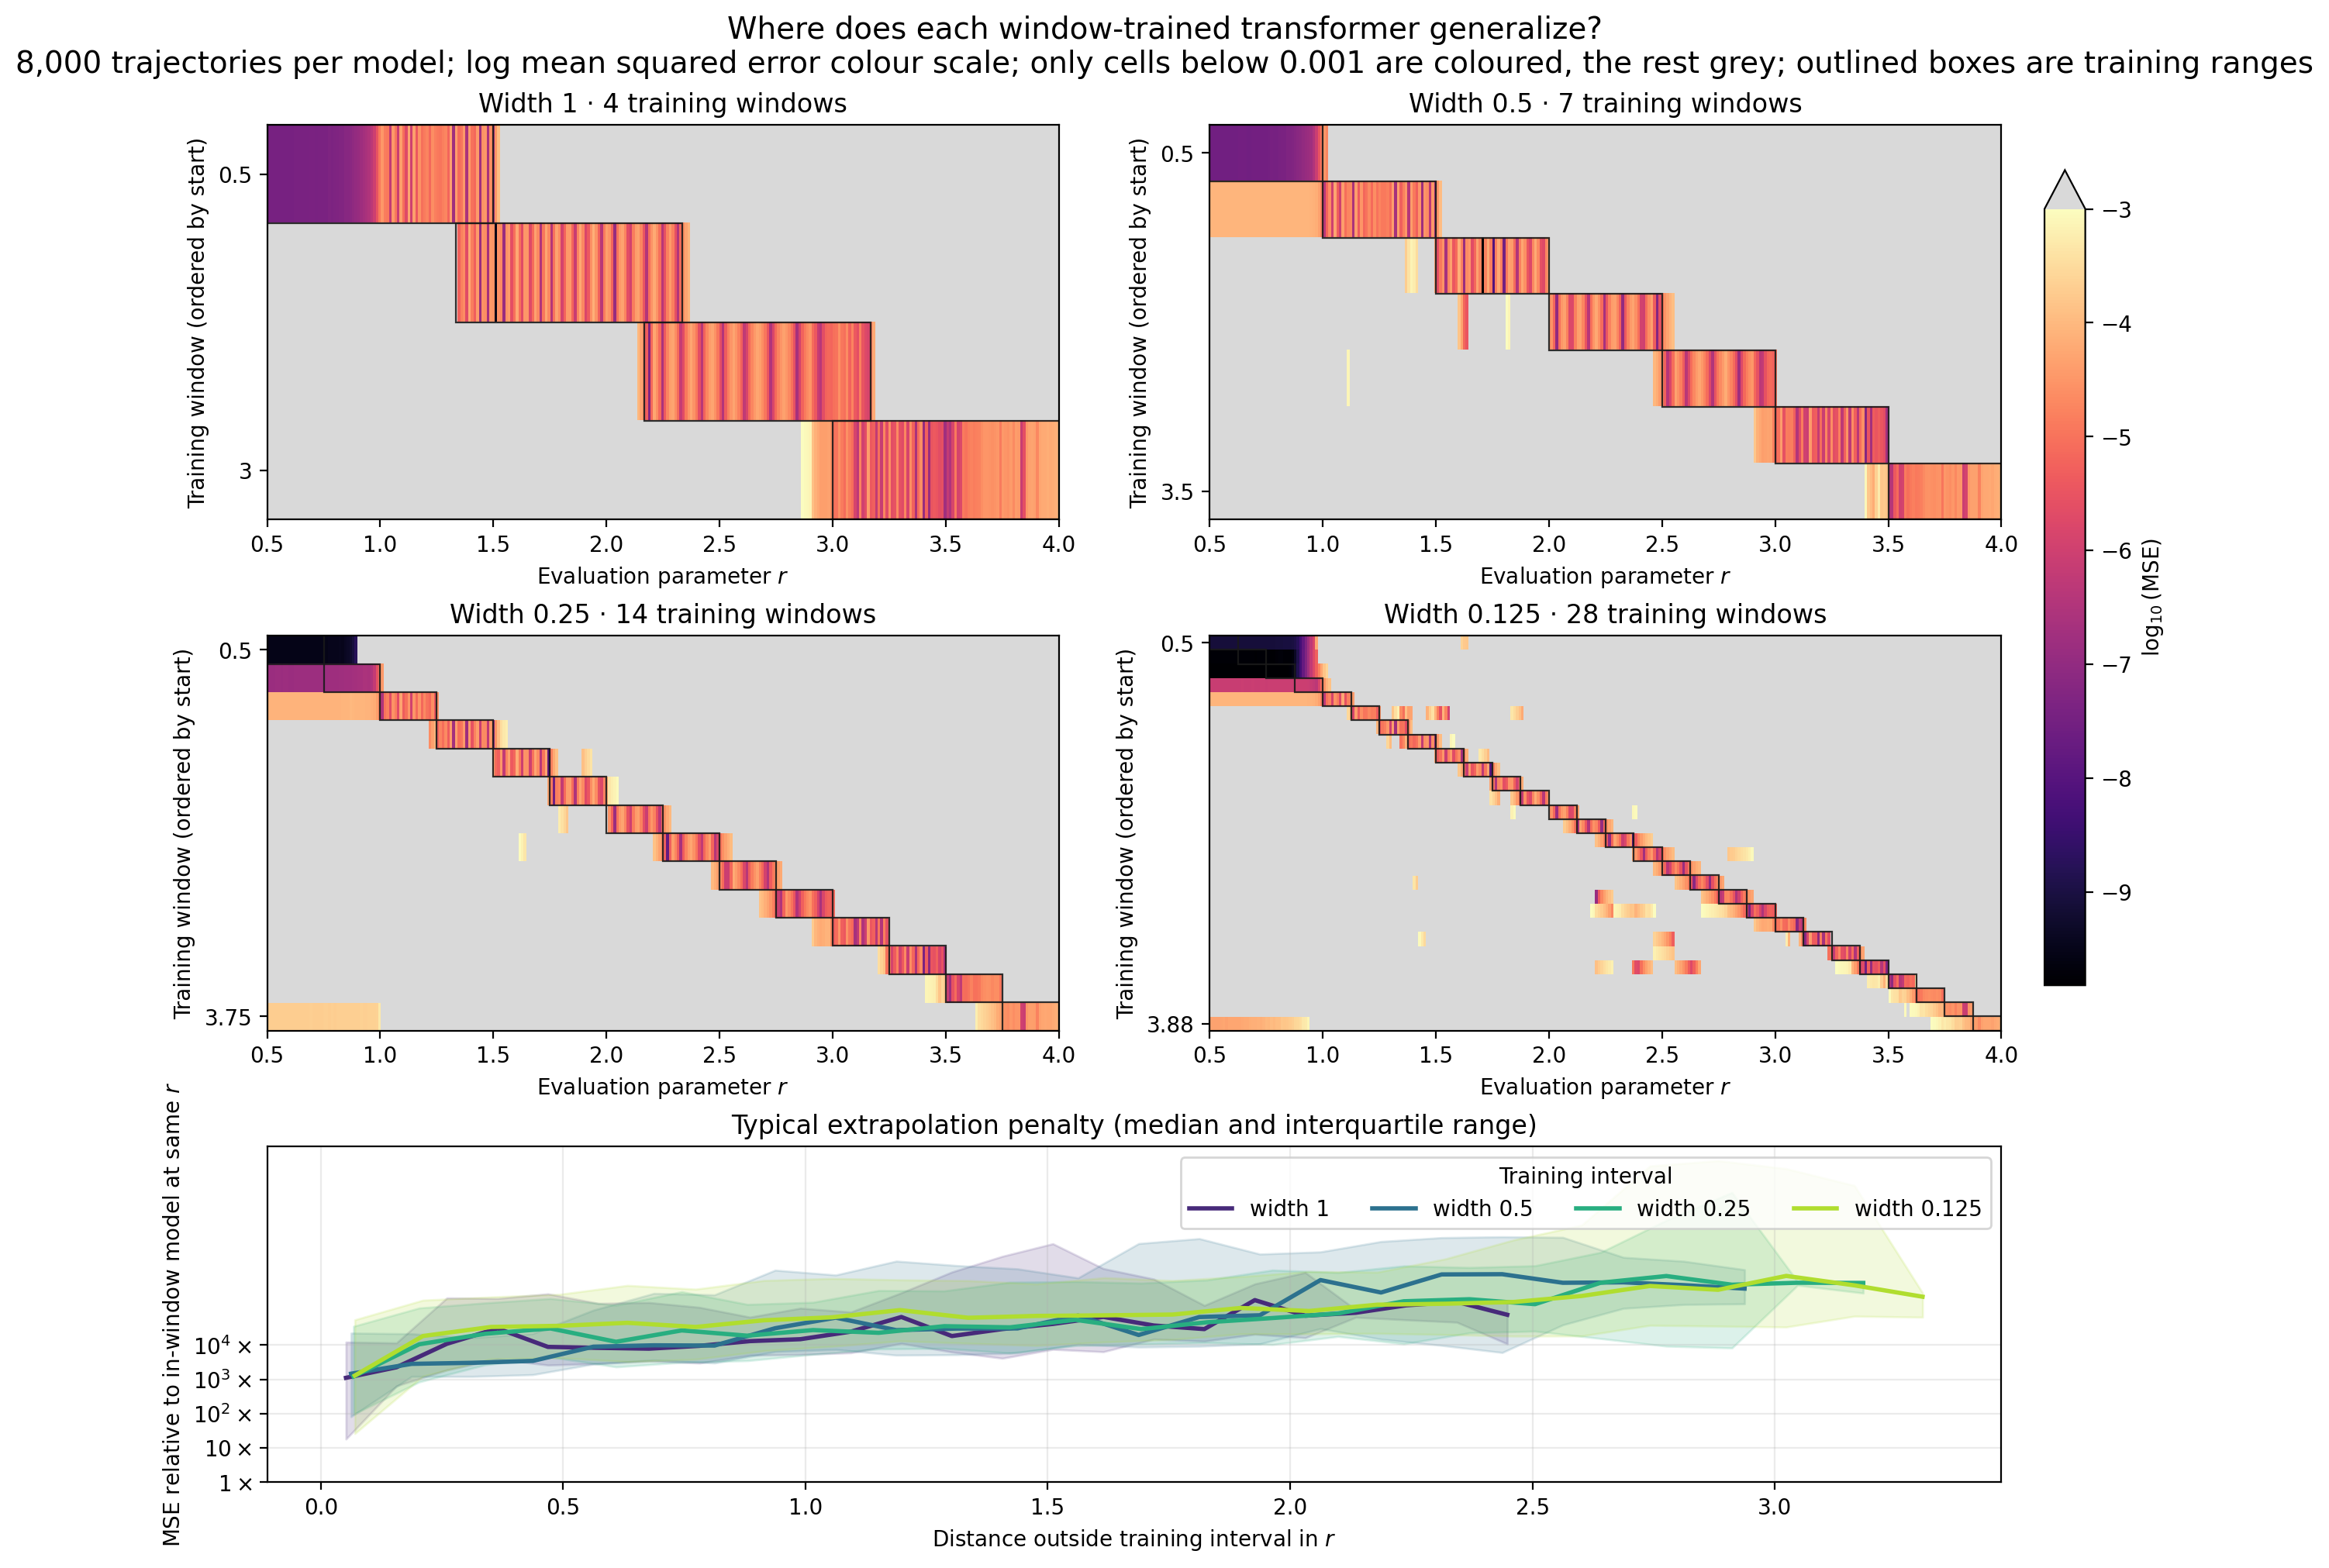 Where does each window-trained transformer generalize?
8,000 trajectories per model; log mean squared error colour scale; only cells below 0.001 are coloured, the rest grey; outlined boxes are training ranges
Width 1 · 4 training windows
Training window (ordered by start)
0.5
3
0.5 1.0 1.5 2.0 2.5 3.0 3.5 4.0
Evaluation parameter r
Width 0.5 · 7 training windows
Training window (ordered by start)
0.5
3.5
0.5 1.0 1.5 2.0 2.5 3.0 3.5 4.0
Evaluation parameter r
−3
−4
−5
−6
−7
−8
−9
log₁₀(MSE)
Width 0.25 · 14 training windows
Training window (ordered by start)
0.5
3.75
0.5 1.0 1.5 2.0 2.5 3.0 3.5 4.0
Evaluation parameter r
Width 0.125 · 28 training windows
Training window (ordered by start)
0.5
3.88
0.5 1.0 1.5 2.0 2.5 3.0 3.5 4.0
Evaluation parameter r
Typical extrapolation penalty (median and interquartile range)
MSE relative to in-window model at same r
Training interval
width 1 width 0.5 width 0.25 width 0.125
10⁴ ×
10³ ×
10² ×
10 ×
1 ×
0.0 0.5 1.0 1.5 2.0 2.5 3.0
Distance outside training interval in r